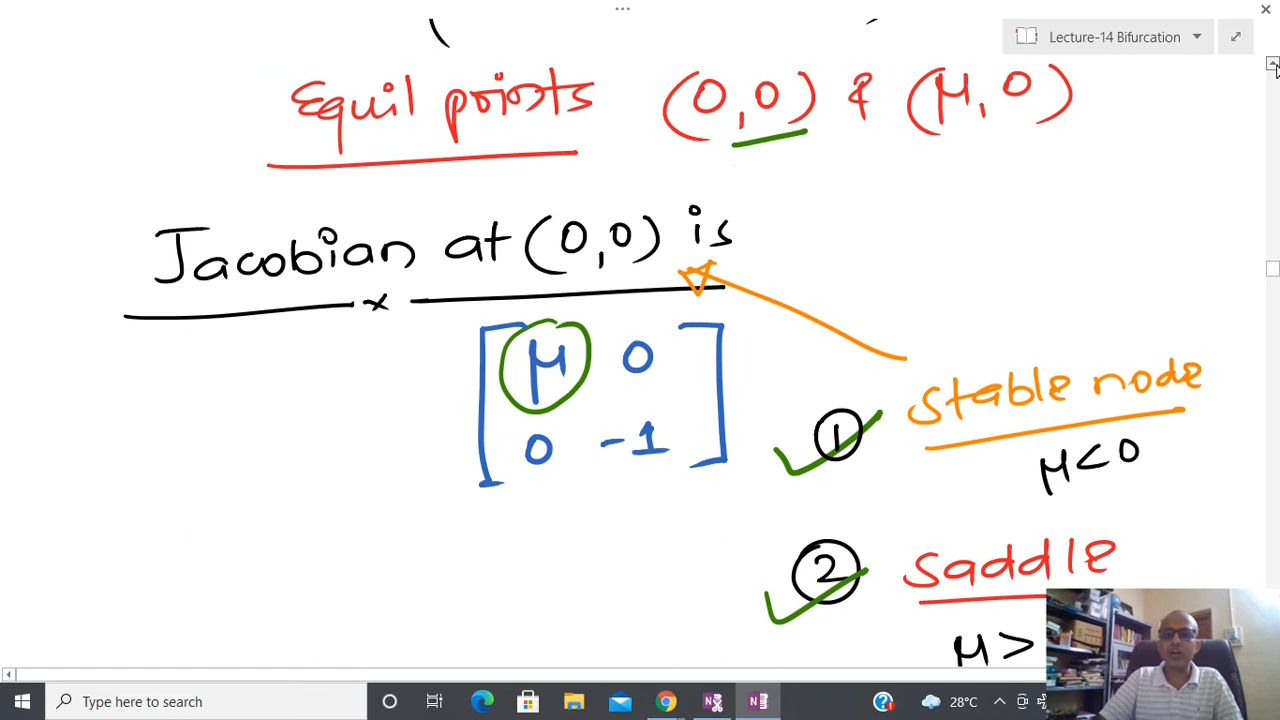 Lecture-14 Bifurcation
Equil points (0,0) & (μ,0)
Jacobian at (0,0) is
μ 0
0 -1
① Stable node
μ<0
② Saddle
μ>
Type here to search
28°C